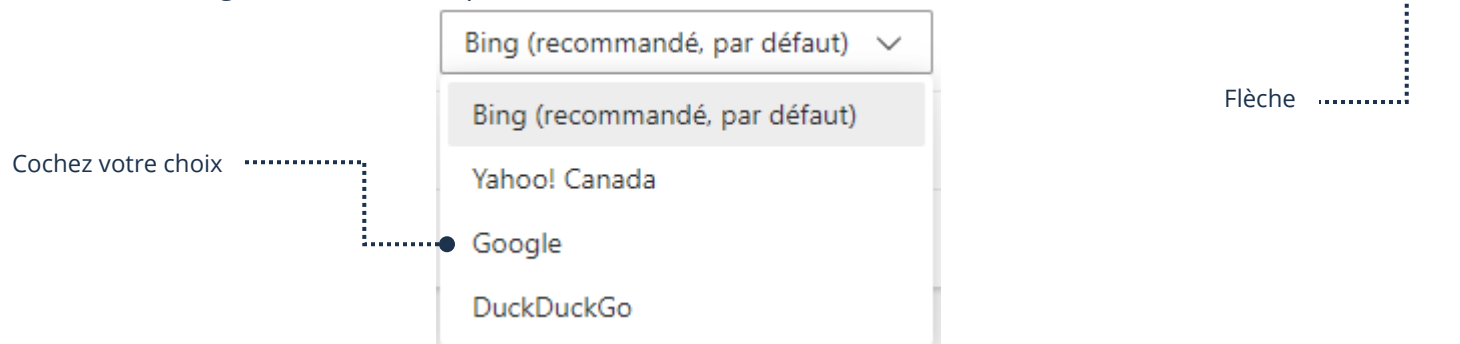 Bing (recommandé, par défaut)
Flèche
Bing (recommandé, par défaut)
Cochez votre choix
Yahoo! Canada
Google
DuckDuckGo